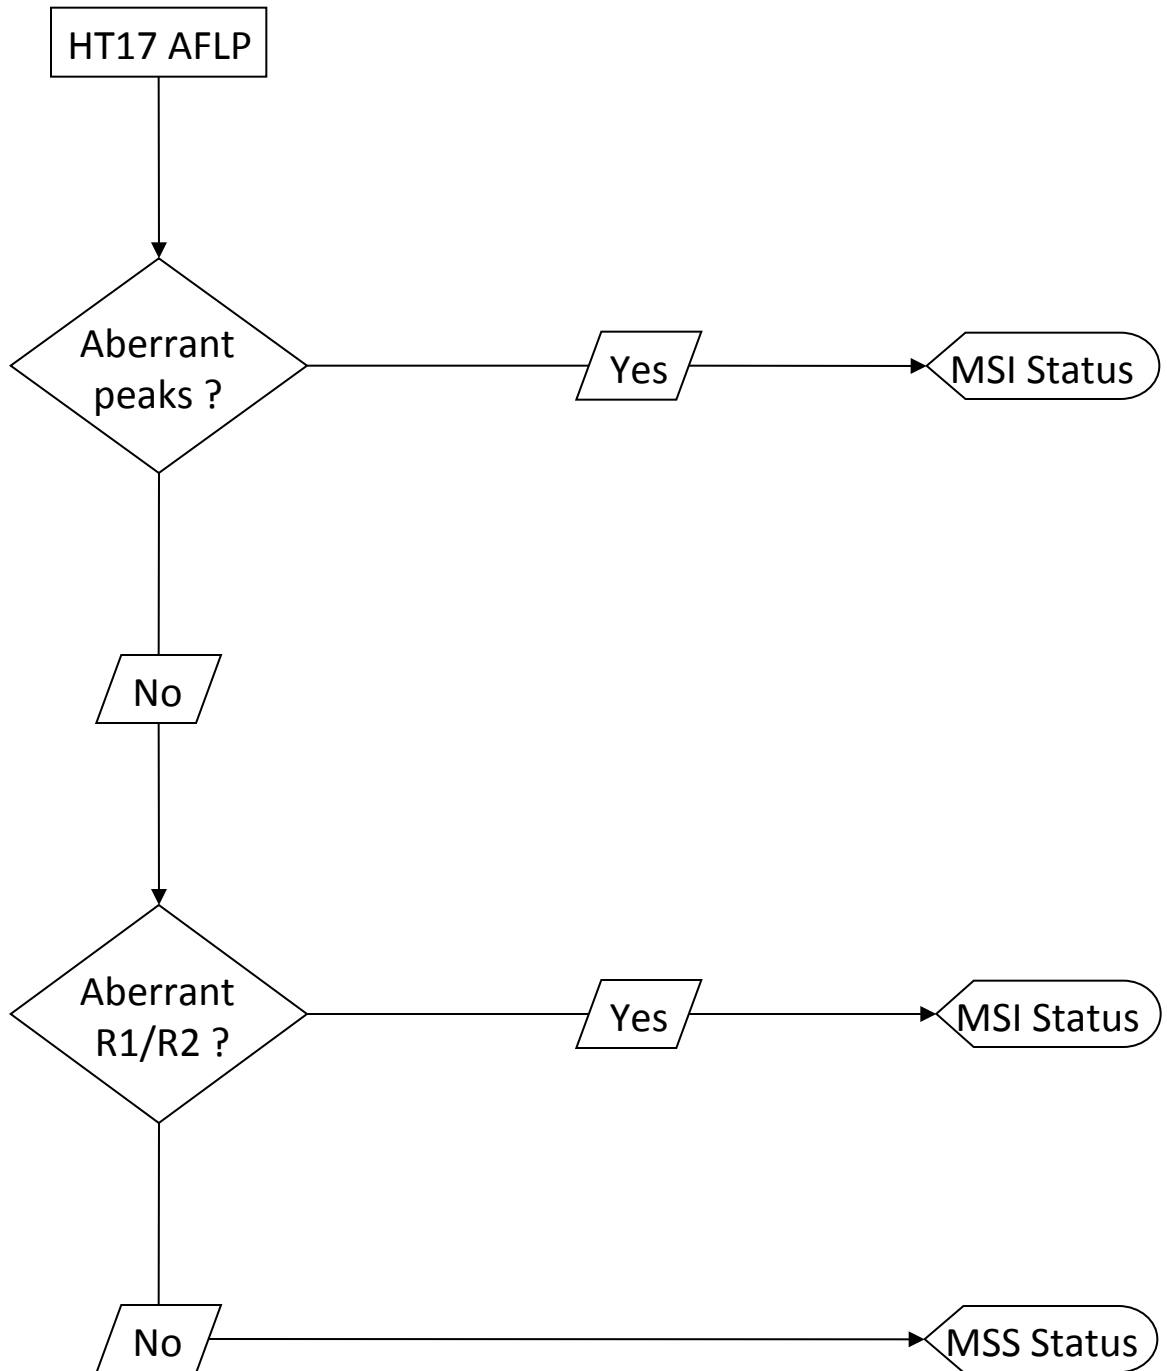 HT17 AFLP
Aberrant
peaks ?
Yes
MSI Status
No
Aberrant
R1/R2 ?
Yes
MSI Status
No
MSS Status